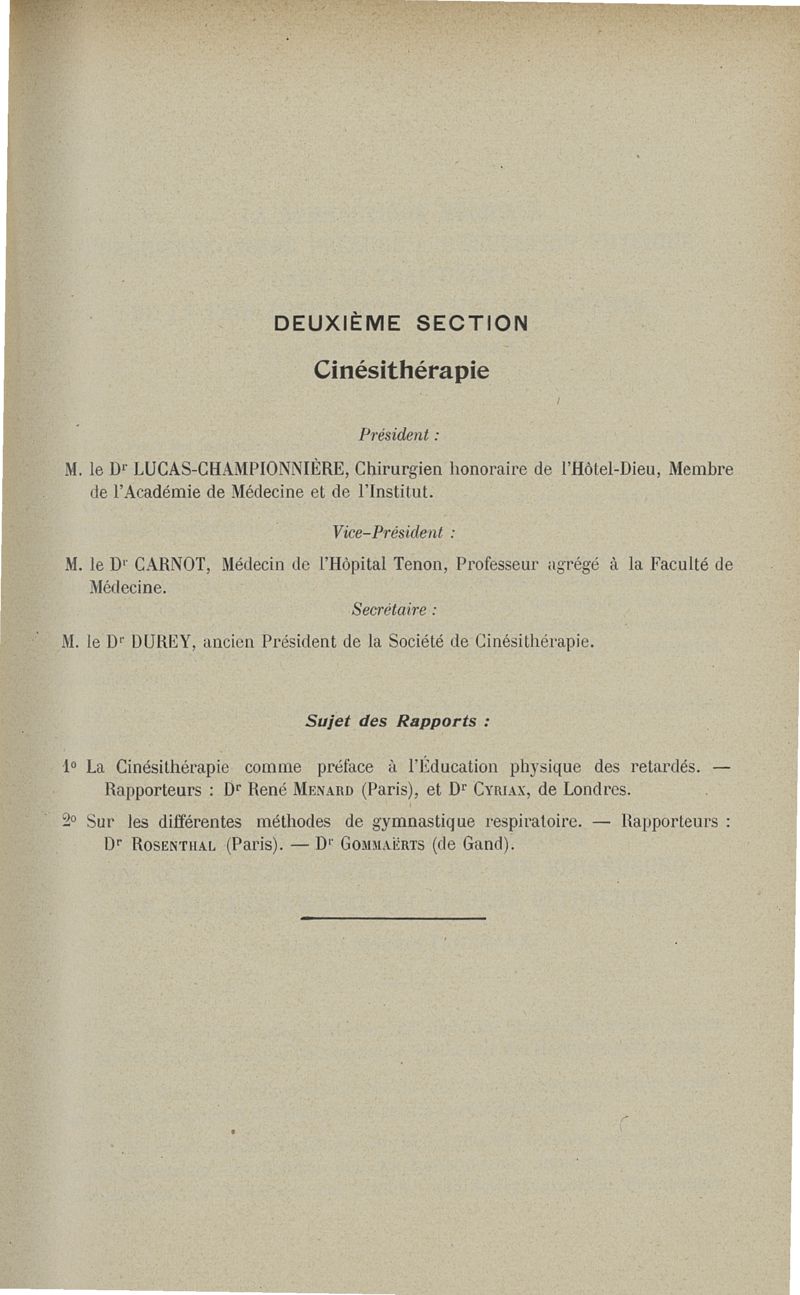 DEUXIÈME SECTION
Cinésithérapie
Président :
M. le Dr LUCAS-CHAMPIONNIÈRE, Chirurgien honoraire de l'Hôtel-Dieu, Membre
de l'Académie de Médecine et de l'Institut.
Vice-Président :
M. le Dr CARNOT, Médecin de l'Hôpital Tenon, Professeur agrégé à la Faculté de
Médecine.
Secrétaire :
M. le Dr DUREY, ancien Président de la Société de Cinésithérapie.
Sujet des Rapports :
1º La Cinésithérapie comme préface à l'Éducation physique des retardés. —
Rapporteurs : Dr René MENARD (Paris), et Dr CYRIAX, de Londres.
2º Sur les différentes méthodes de gymnastique respiratoire. — Rapporteurs :
Dr ROSENTHAL (Paris). — Dr GOMMAËRTS (de Gand).